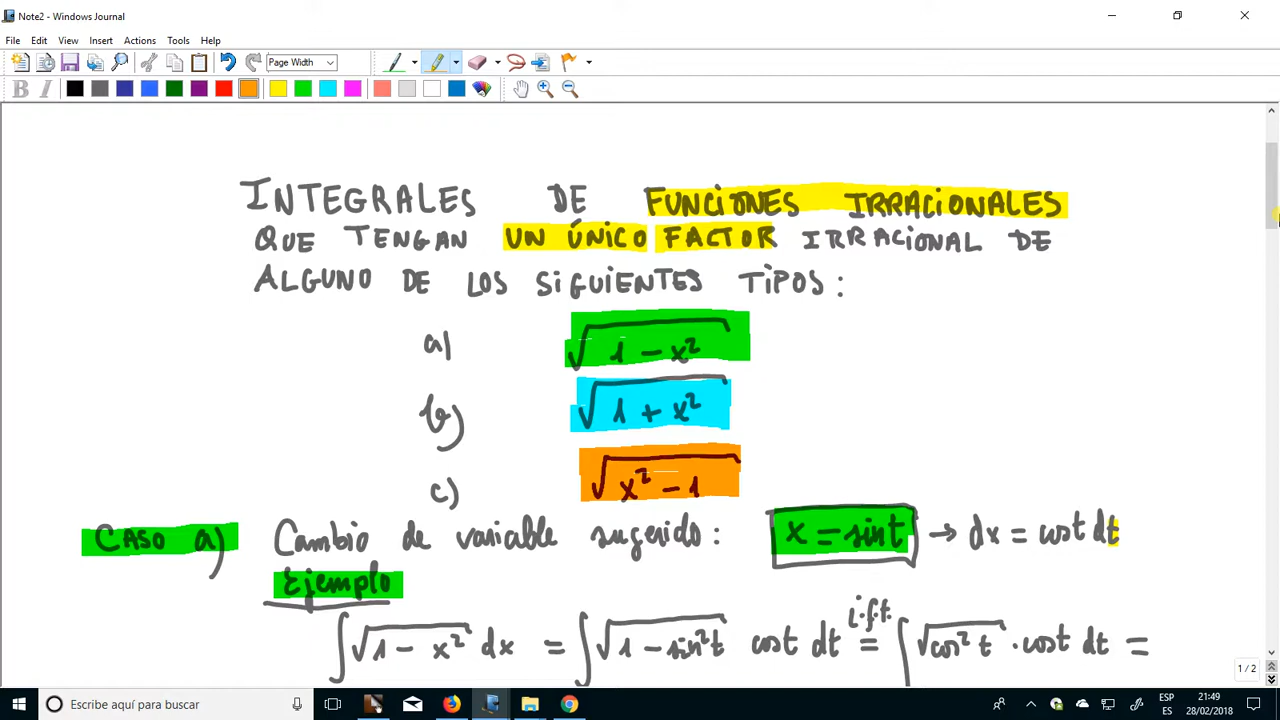 Note2 - Windows Journal
File Edit View Insert Actions Tools Help
Page Width
B I
INTEGRALES DE FUNCIONES IRRACIONALES
QUE TENGAN UN ÚNICO FACTOR IRRACIONAL DE
ALGUNO DE LOS SIGUIENTES TIPOS:
a) √(1 - x²)
b) √(1 + x²)
c) √(x² - 1)
CASO a) Cambio de variable sugerido: x = sin t → dx = cost dt
Ejemplo
∫√(1 - x²) dx = ∫√(1 - sin²t) cost dt i.f.t. = ∫√(cos²t) · cost dt =
1 / 2
Escribe aquí para buscar
ESP
ES
21:49
28/02/2018